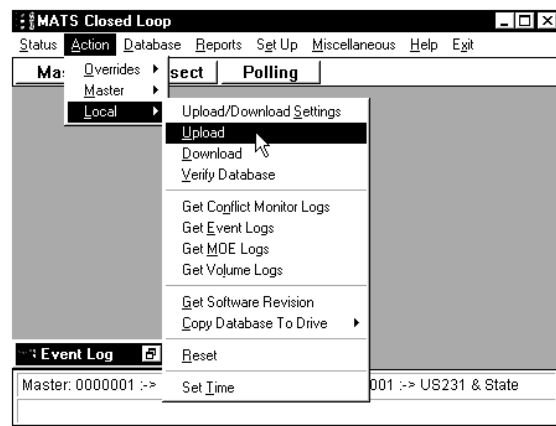 MATS Closed Loop
Status Action Database Reports Set Up Miscellaneous Help Exit
Ma sect Polling
Overrides
Master
Local
Upload/Download Settings
Upload
Download
Verify Database
Get Conflict Monitor Logs
Get Event Logs
Get MOE Logs
Get Volume Logs
Get Software Revision
Copy Database To Drive
Reset
Set Time
Event Log
Master: 0000001 :-> 001 :-> US231 & State